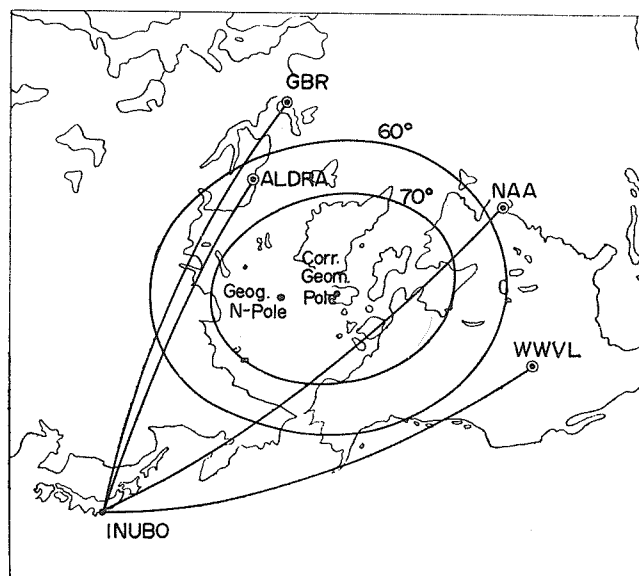 GBR
60°
ALDRA
70°
NAA
Corr.
Geom.
Pole
Geog.
N-Pole
WWVL
INUBO